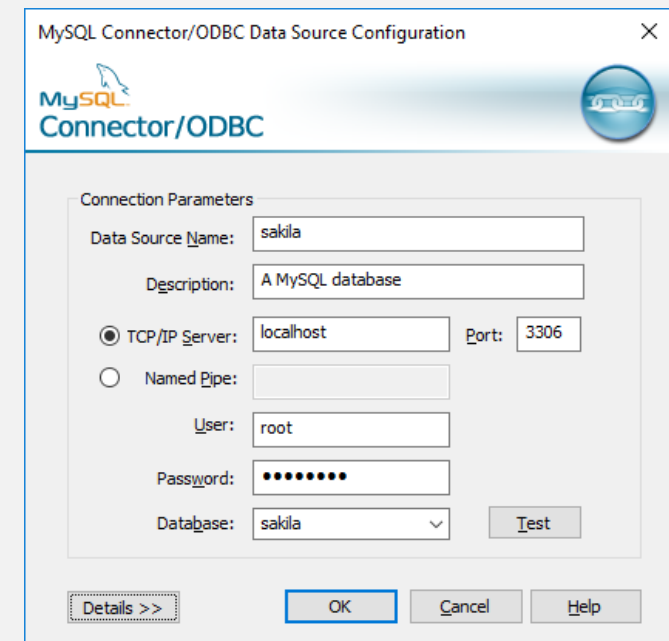 MySQL Connector/ODBC Data Source Configuration
MySQL
Connector/ODBC
Connection Parameters
Data Source Name: sakila
Description: A MySQL database
TCP/IP Server: localhost Port: 3306
Named Pipe:
User: root
Password: ••••••••
Database: sakila Test
Details >> OK Cancel Help